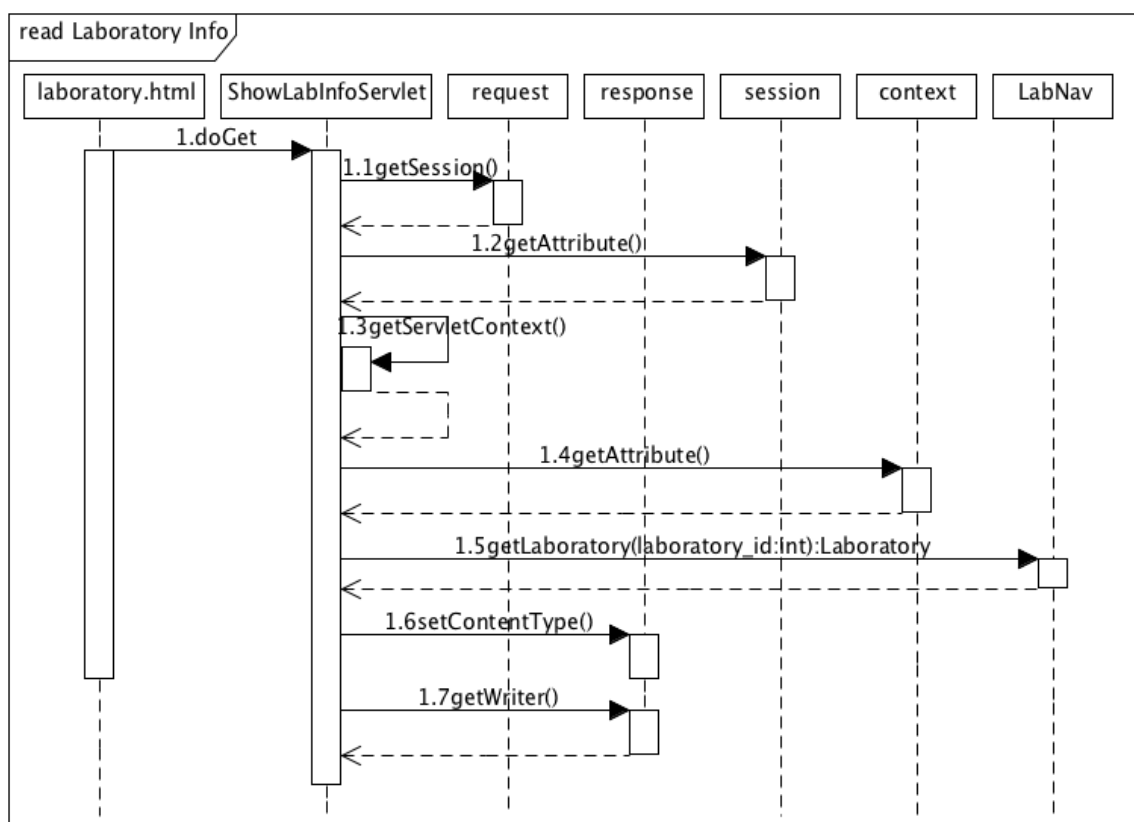 read Laboratory Info
laboratory.html ShowLabInfoServlet request response session context LabNav
1.doGet
1.1getSession()
1.2getAttribute()
1.3getServletContext()
1.4getAttribute()
1.5getLaboratory(laboratory_id:int):Laboratory
1.6setContentType()
1.7getWriter()